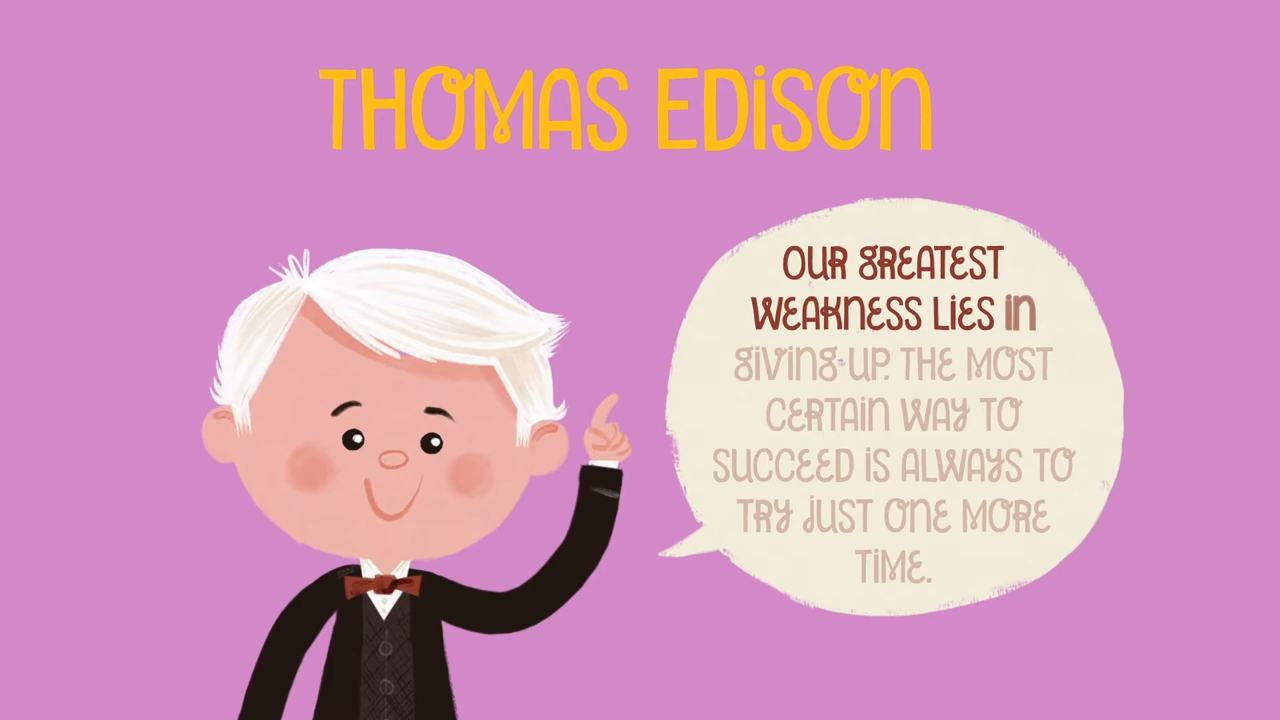 THOMAS EDISON
OUR GREATEST
WEAKNESS LIES IN
GIVING UP. THE MOST
CERTAIN WAY TO
SUCCEED IS ALWAYS TO
TRY JUST ONE MORE
TIME.